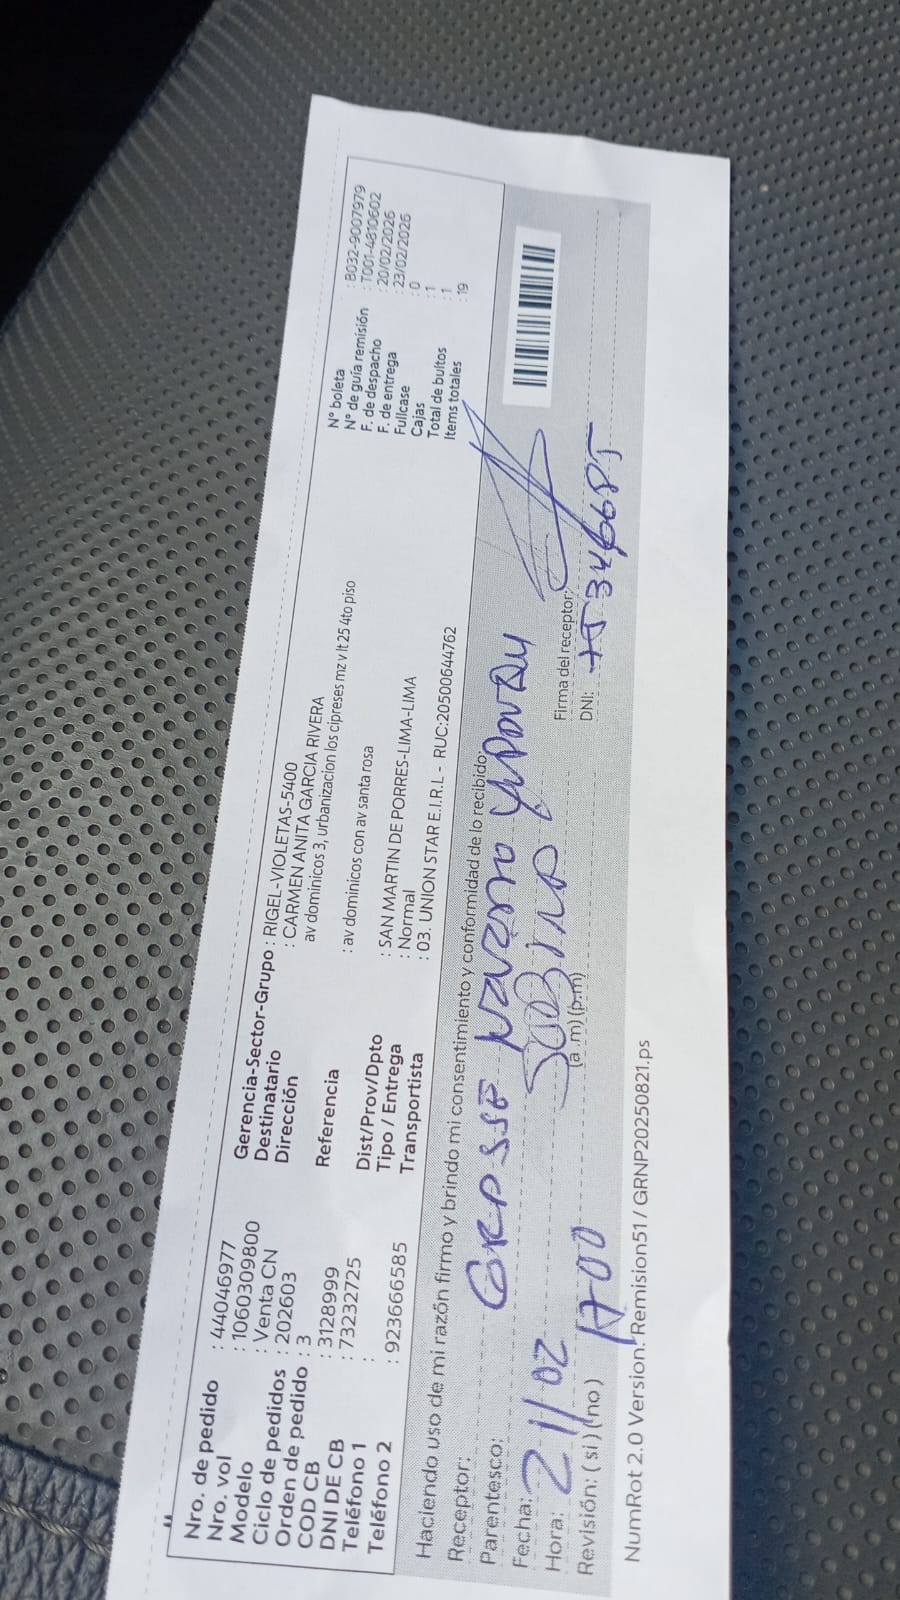 Nro. de pedido : 44046977
Nro. vol : 1060309800
Modelo : Venta CN
Ciclo de pedidos : 202603
Orden de pedido : 3
COD CB : 3128999
DNI DE CB : 73232725
Teléfono 1 :
Teléfono 2 : 923666585
Gerencia-Sector-Grupo : RIGEL-VIOLETAS-5400
Destinatario : CARMEN ANITA GARCIA RIVERA
Dirección av dominicos 3, urbanizacion los cipreses mz v lt 25 4to piso
Referencia : av dominicos con av santa rosa
Dist/Prov/Dpto : SAN MARTIN DE PORRES-LIMA-LIMA
Tipo / Entrega : Normal
Transportista : 03. UNION STAR E.I.R.L - RUC:20500644762
N° boleta : B032-9007979
N° de guía remisión : T001-4810602
F. de despacho : 20/02/2026
F. de entrega : 23/02/2026
Fullcase : 0
Cajas : 1
Total de bultos : 1
Items totales : 19
Haciendo uso de mi razón firmo y brindo mi consentimiento y conformidad de lo recibido
Receptor:
Parentesco:
Fecha: 21/02
Hora: 1700 (a .m) (p.m)
Revisión: ( si ) (no )
Firma del receptor:
DNI:
NumRot 2.0 Version: Remision51 / GRNP20250821.ps